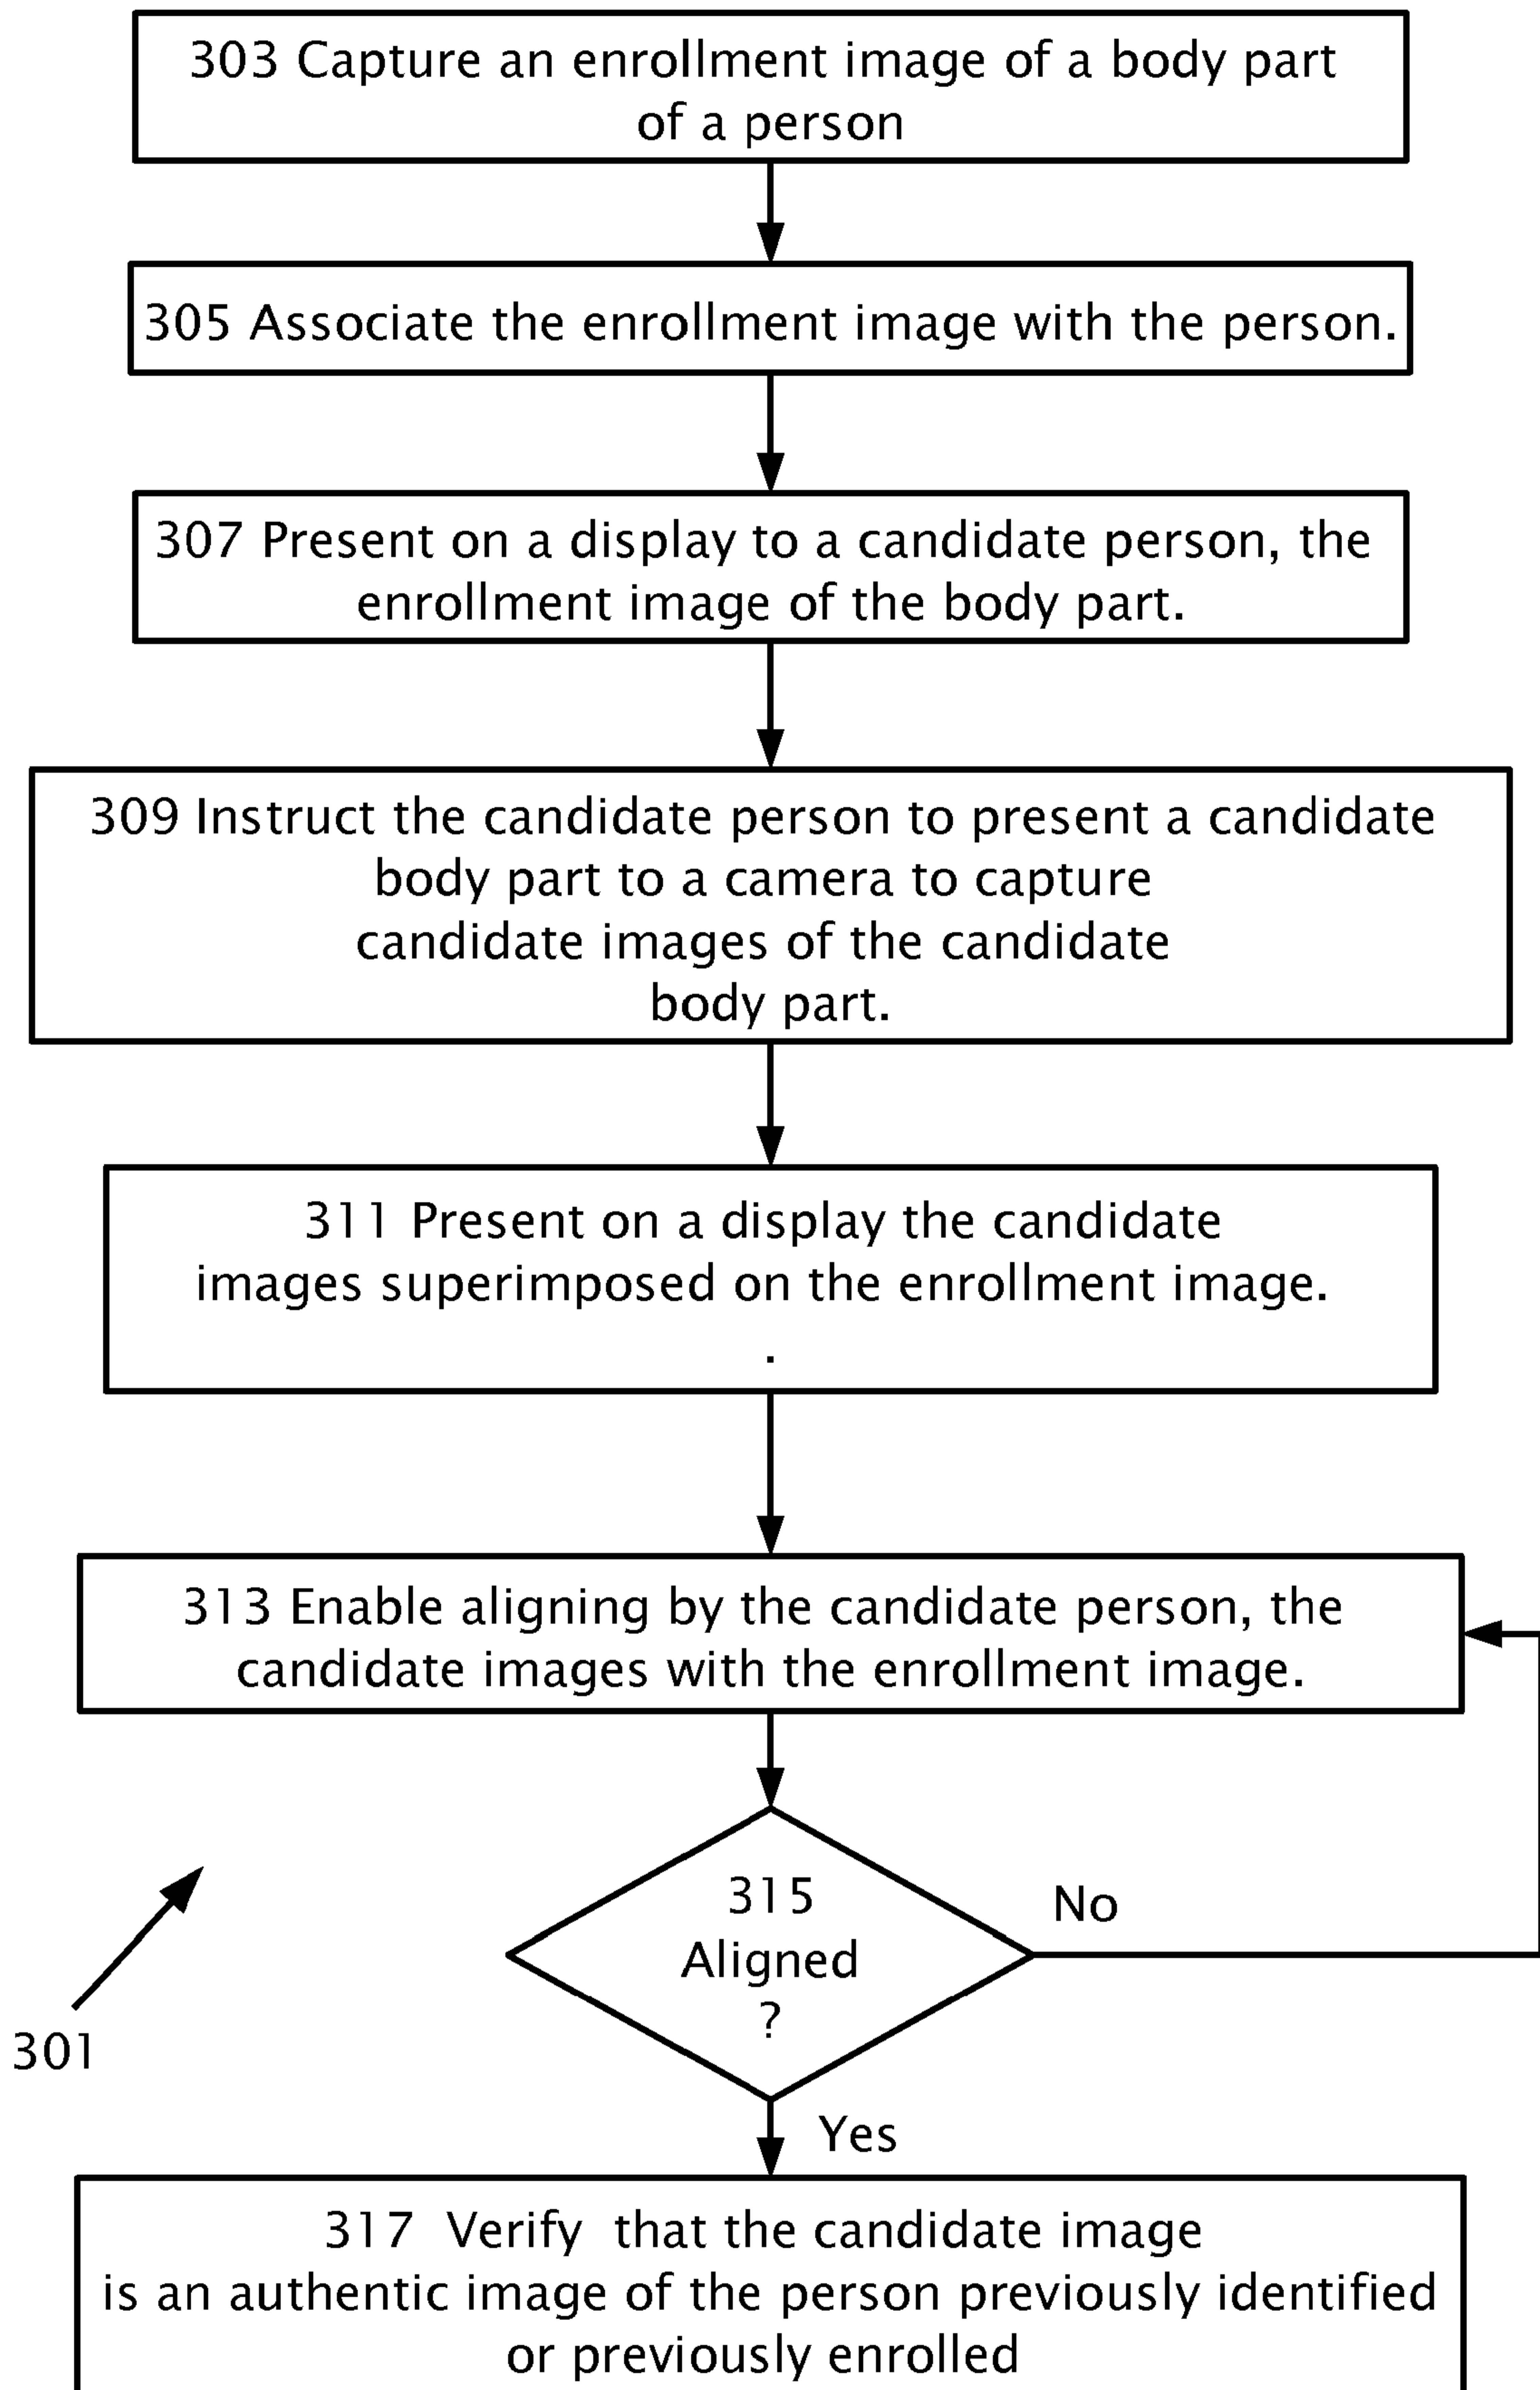 303 Capture an enrollment image of a body part
of a person
305 Associate the enrollment image with the person.
307 Present on a display to a candidate person, the
enrollment image of the body part.
309 Instruct the candidate person to present a candidate
body part to a camera to capture
candidate images of the candidate
body part.
311 Present on a display the candidate
images superimposed on the enrollment image.
.
313 Enable aligning by the candidate person, the
candidate images with the enrollment image.
315
Aligned
?
No
301
Yes
317 Verify that the candidate image
is an authentic image of the person previously identified
or previously enrolled